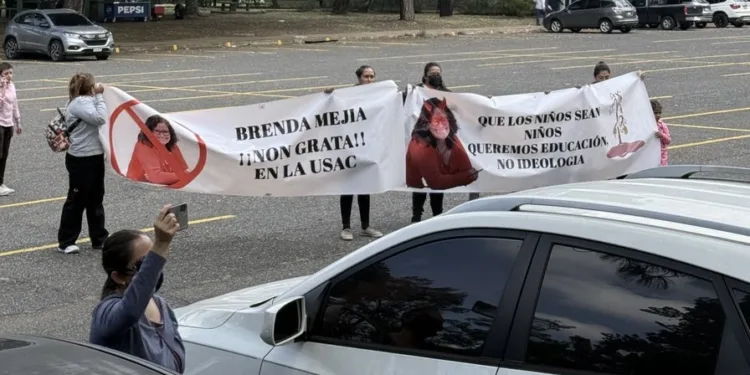 PEPSI
BRENDA MEJIA
¡¡NON GRATA!!
EN LA USAC
QUE LOS NIÑOS SEAN
NIÑOS
QUEREMOS EDUCACIÓN,
NO IDEOLOGIA